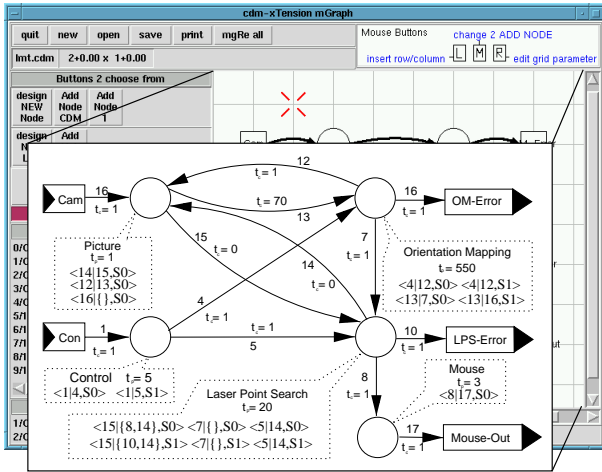 cdm-xTension mGraph
quit new open save print mgRe all
lmt.cdm 2+0.00 x 1+0.00
Mouse Buttons change 2 ADD NODE
insert row/column L M R edit grid parameter
Buttons 2 choose from
design NEW Node
Add Node CDM
Add Node 1
design
Add
12
t = 1
Cam
16
t = 1
t = 70
13
16
t = 1
OM-Error
Picture
t = 1
<14|15,S0>
<12|13,S0>
<16|{},S0>
15
t = 0
14
t = 0
7
t = 1
Orientation Mapping
t = 550
<4|12,S0> <4|12,S1>
<13|7,S0> <13|16,S1>
4
t = 1
Con
1
t = 1
t = 1
5
10
t = 1
LPS-Error
Control t = 5
<1|4,S0> <1|5,S1>
Laser Point Search
t = 20
<15|{8,14},S0> <7|{},S0> <5|14,S0>
<15|{10,14},S1> <7|{},S1> <5|14,S1>
8
t = 1
Mouse
t = 3
<8|17,S0>
17
t = 1
Mouse-Out